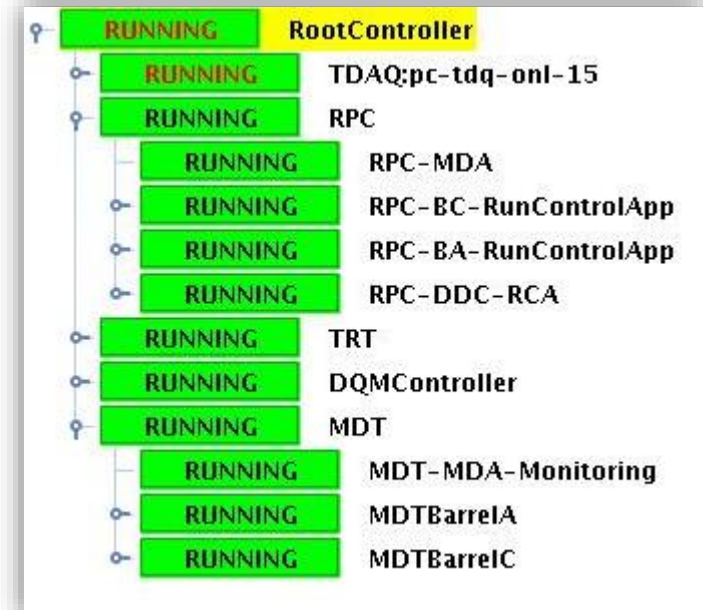 RUNNING RootController
RUNNING TDAQ:pc-tdq-onl-15
RUNNING RPC
RUNNING RPC-MDA
RUNNING RPC-BC-RunControlApp
RUNNING RPC-BA-RunControlApp
RUNNING RPC-DDC-RCA
RUNNING TRT
RUNNING DQMController
RUNNING MDT
RUNNING MDT-MDA-Monitoring
RUNNING MDTBarrelA
RUNNING MDTBarrelC